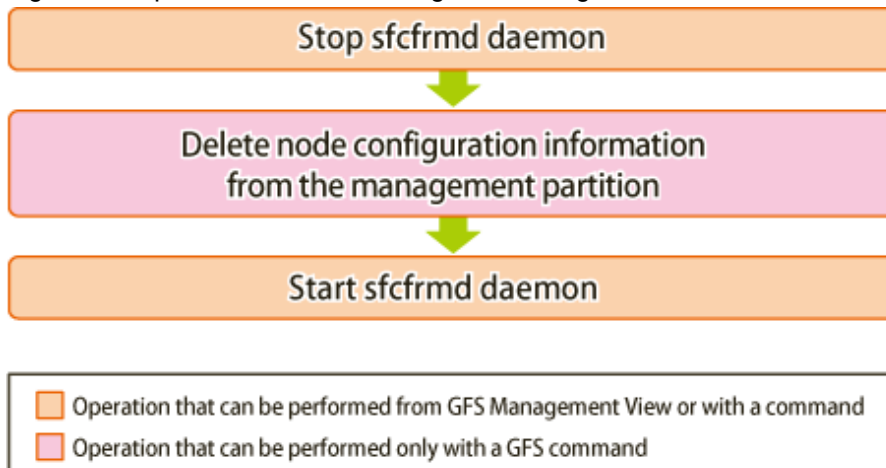 Stop sfcfrmd daemon
Delete node configuration information
from the management partition
Start sfcfrmd daemon
Operation that can be performed from GFS Management View or with a command
Operation that can be performed only with a GFS command